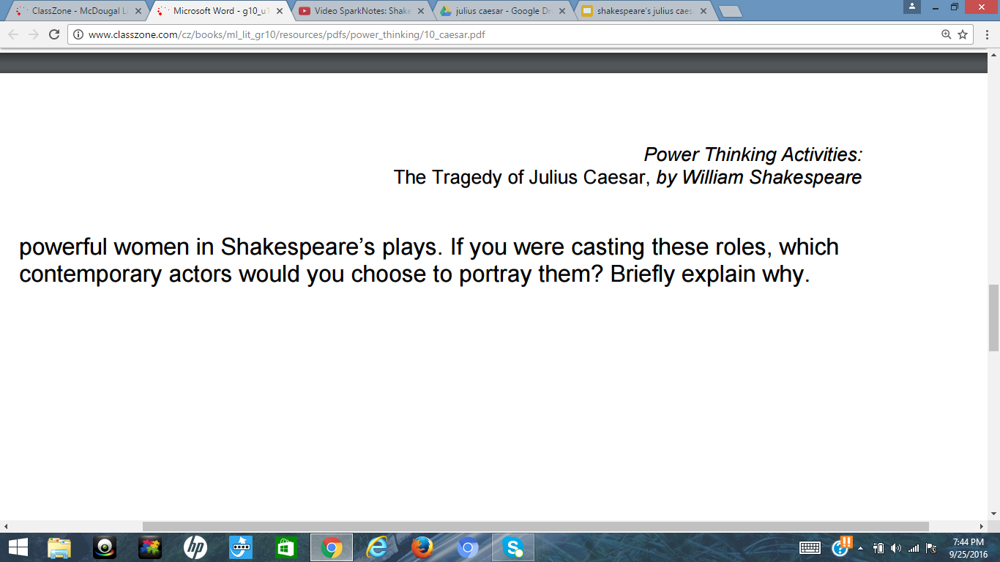 ClassZone - McDougal Li
Microsoft Word - g10_u1
Video SparkNotes: Shake
julius caesar - Google Dr
shakespeare's julius caes
www.classzone.com/cz/books/ml_lit_gr10/resources/pdfs/power_thinking/10_caesar.pdf
Power Thinking Activities:
The Tragedy of Julius Caesar, by William Shakespeare
powerful women in Shakespeare’s plays. If you were casting these roles, which
contemporary actors would you choose to portray them? Briefly explain why.
7:44 PM
9/25/2016